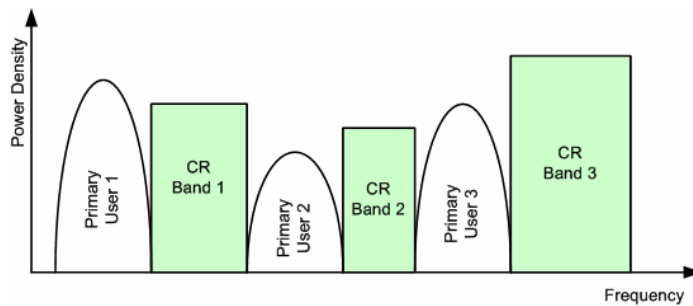 Power Density
Primary
User 1
CR
Band 1
Primary
User 2
CR
Band 2
Primary
User 3
CR
Band 3
Frequency